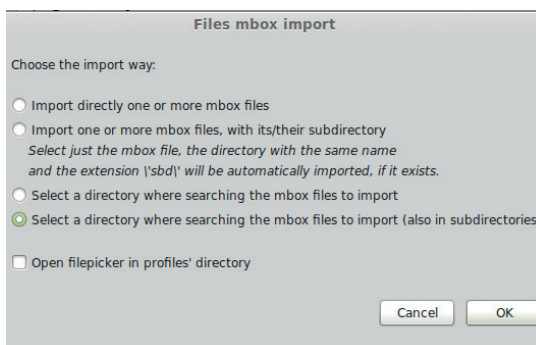 Files mbox import
Choose the import way:
Import directly one or more mbox files
Import one or more mbox files, with its/their subdirectory
Select just the mbox file, the directory with the same name
and the extension \'sbd\' will be automatically imported, if it exists.
Select a directory where searching the mbox files to import
Select a directory where searching the mbox files to import (also in subdirectories
Open filepicker in profiles' directory
Cancel OK